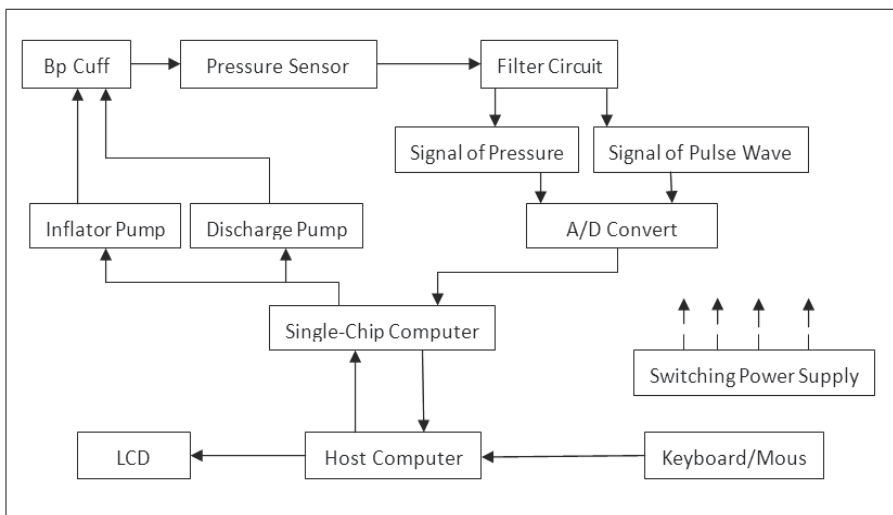 Bp Cuff
Pressure Sensor
Filter Circuit
Signal of Pressure
Signal of Pulse Wave
Inflator Pump
Discharge Pump
A/D Convert
Single-Chip Computer
Switching Power Supply
LCD
Host Computer
Keyboard/Mous